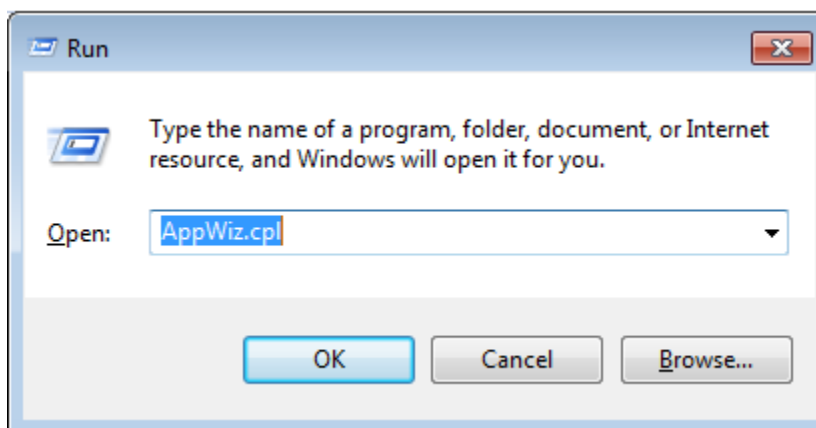 Run
Type the name of a program, folder, document, or Internet
resource, and Windows will open it for you.
Open: AppWiz.cpl
OK Cancel Browse...